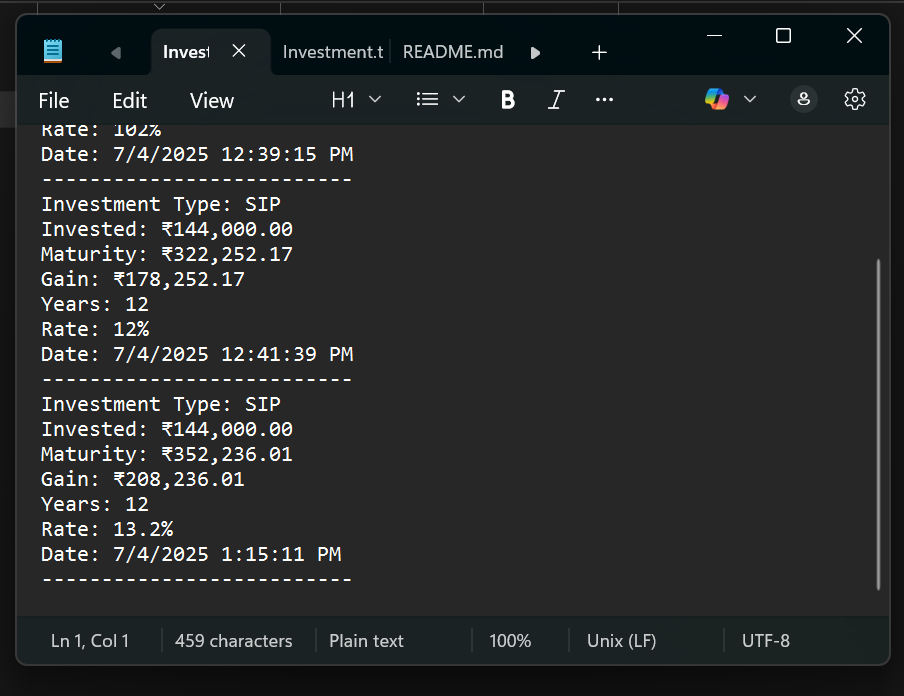 Invest
Investment.t
README.md
File
Edit
View
H1
B
I
Rate: 102%
Date: 7/4/2025 12:39:15 PM
--------------------------
Investment Type: SIP
Invested: ₹144,000.00
Maturity: ₹322,252.17
Gain: ₹178,252.17
Years: 12
Rate: 12%
Date: 7/4/2025 12:41:39 PM
--------------------------
Investment Type: SIP
Invested: ₹144,000.00
Maturity: ₹352,236.01
Gain: ₹208,236.01
Years: 12
Rate: 13.2%
Date: 7/4/2025 1:15:11 PM
--------------------------
Ln 1, Col 1
459 characters
Plain text
100%
Unix (LF)
UTF-8